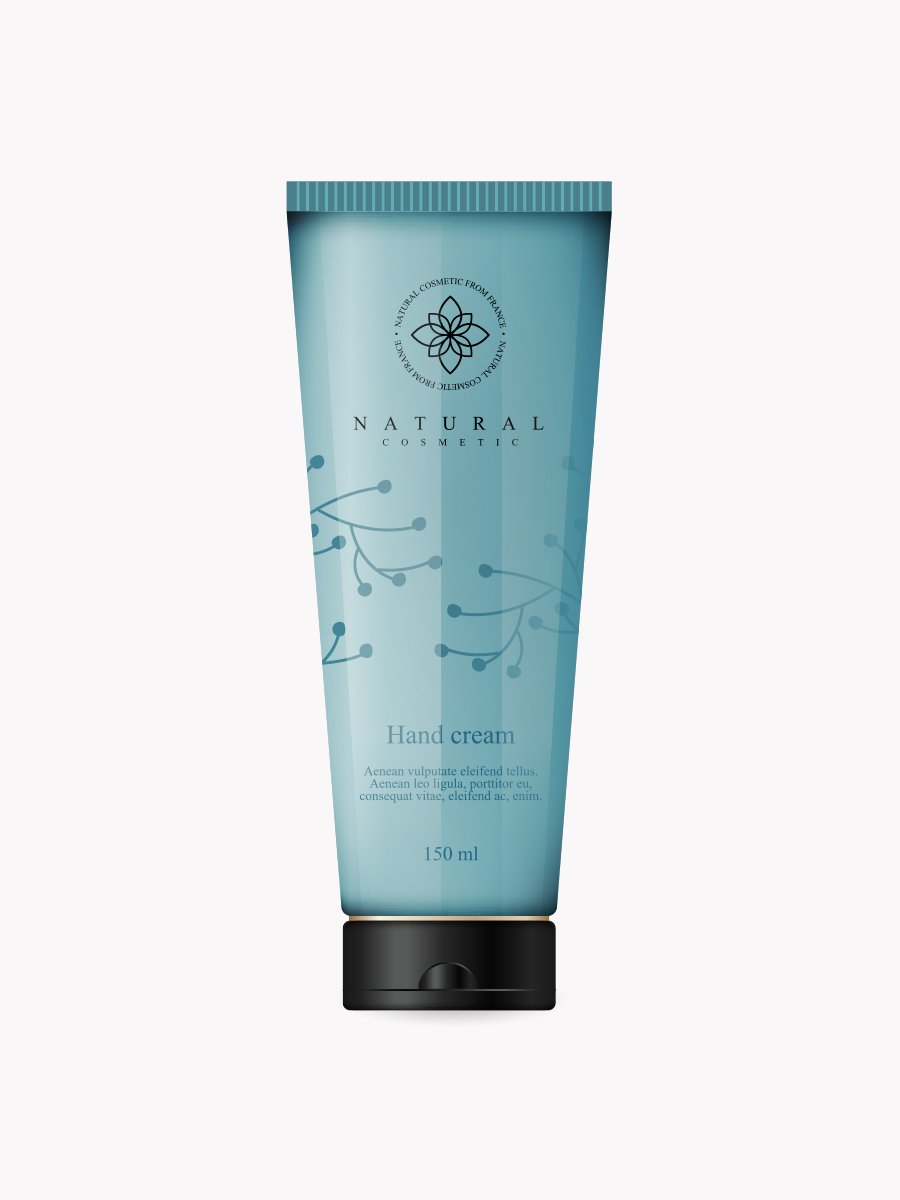 NATURAL COSMETIC FROM FRANCE • NATURAL COSMETIC FROM FRANCE •
NATURAL
COSMETIC
Hand cream
Aenean vulputate eleifend tellus.
Aenean leo ligula, porttitor eu,
consequat vitae, eleifend ac, enim.
150 ml